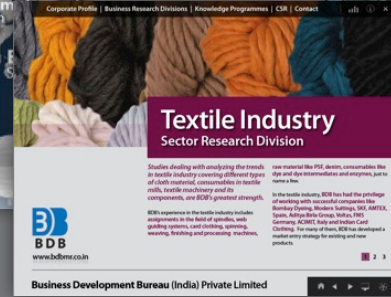 Corporate Profile | Business Research Divisions | Knowledge Programmes | CSR | Contact
Textile Industry
Sector Research Division
Studies dealing with analyzing the trends
in textile industry covering different types
of cloth material, consumables in textile
mills, textile machinery and its
components, are BDB's greatest strength.
BDB's experience in the textile industry includes
assignments in the field of spindles, web
guiding systems, card clothing, spinning,
weaving, finishing and processing machines,
raw material like PSF, denim, consumables like
dye and dye intermediates and enzymes, just to
name a few.
In the textile industry, BDB has had the privilege
of working with successful companies like
Bombay Dyeing, Modern Suitings, SKF, AMTEX,
Spais, Aditya Birla Group, Voltas, FMS
Germany, ACIMIT, Italy and Indian Card
Clothing. For many of them, BDB has developed a
market entry strategy for existing and new
products.
BDB
www.bdbmr.co.in
1 2 3
Business Development Bureau (India) Private Limited